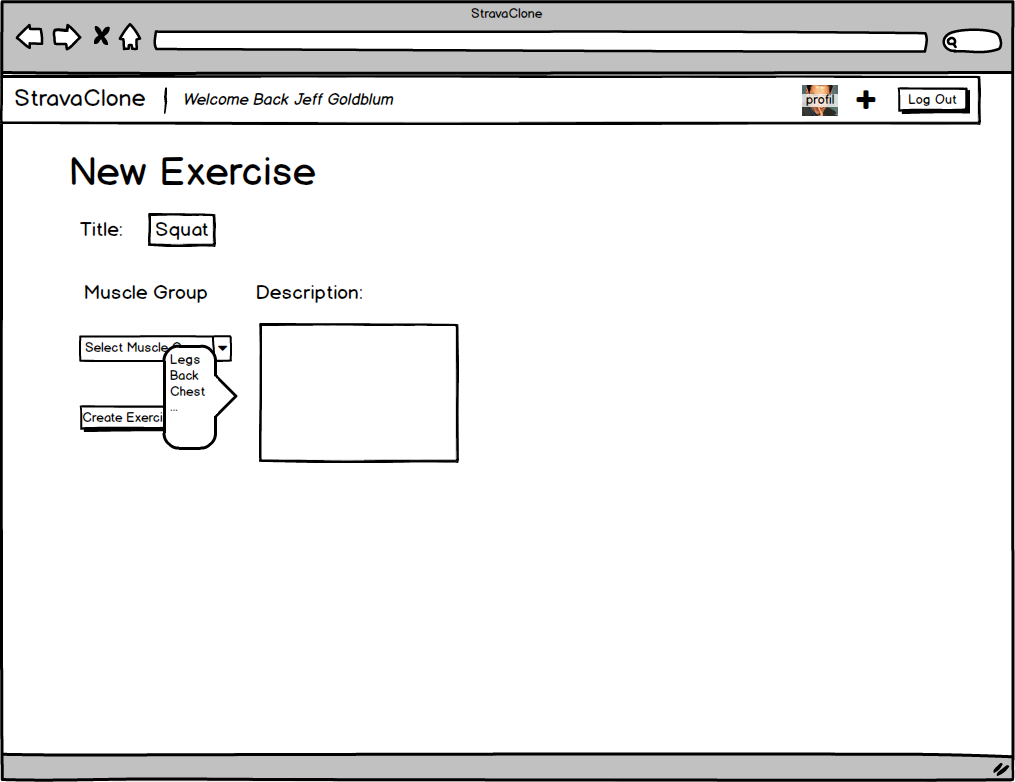 StravaClone
StravaClone
Welcome Back Jeff Goldblum
profil
Log Out
New Exercise
Title:
Squat
Muscle Group
Description:
Select Muscle
Legs
Back
Chest
...
Create Exerci